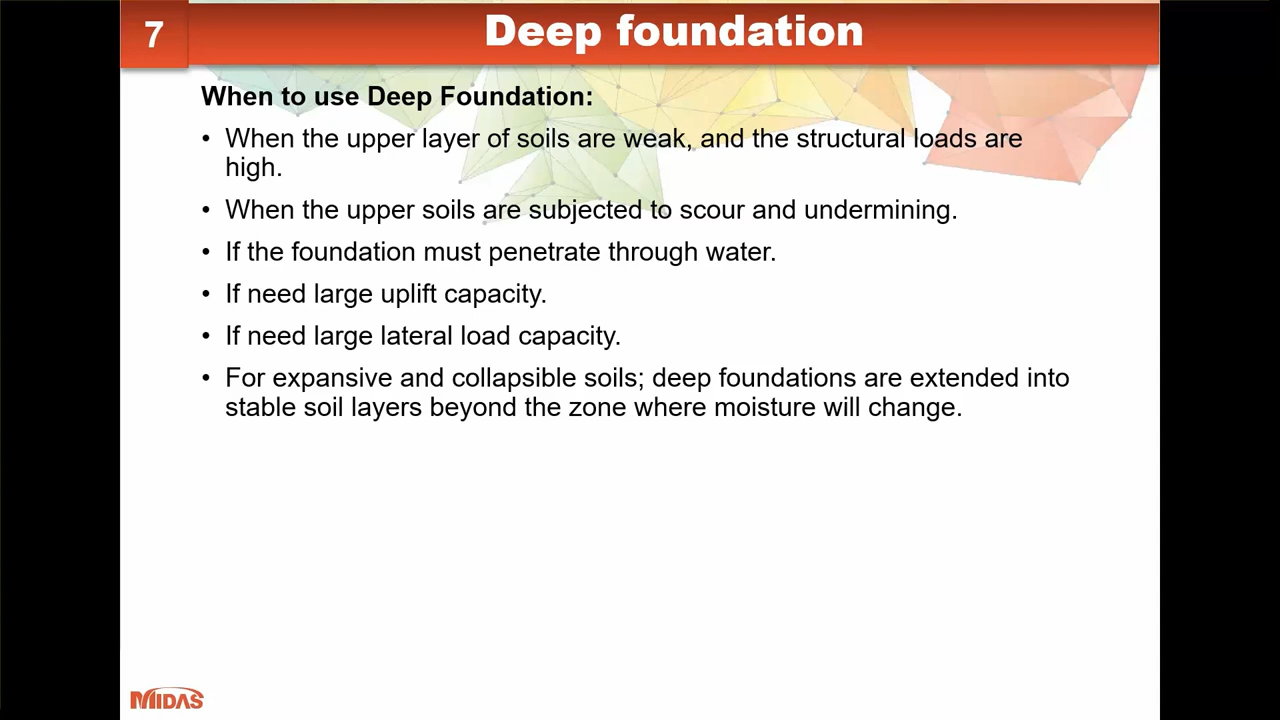 7
Deep foundation
When to use Deep Foundation:
• When the upper layer of soils are weak, and the structural loads are
high.
• When the upper soils are subjected to scour and undermining.
• If the foundation must penetrate through water.
• If need large uplift capacity.
• If need large lateral load capacity.
• For expansive and collapsible soils; deep foundations are extended into
stable soil layers beyond the zone where moisture will change.
MIDAS